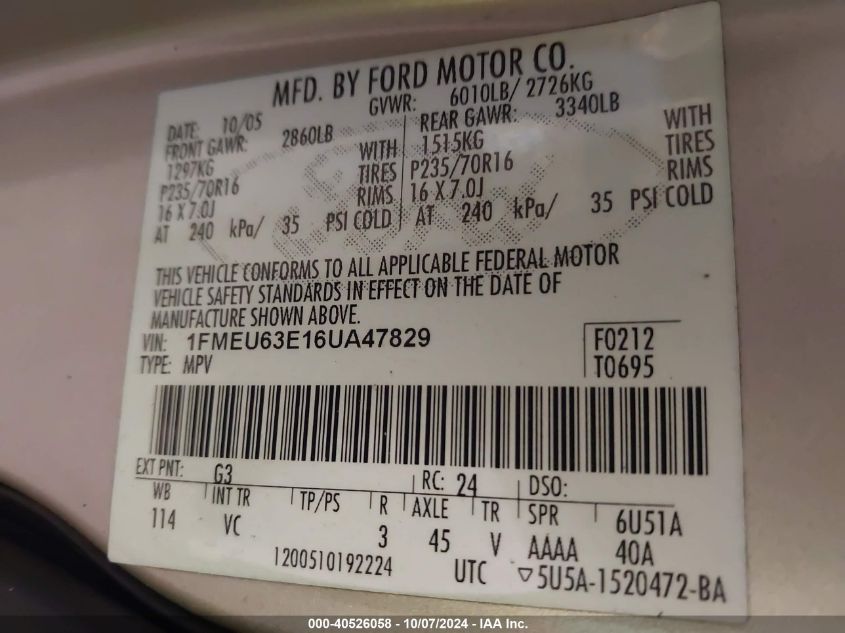 MFD. BY FORD MOTOR CO.
DATE: 10/05 GVWR: 6010LB/ 2726KG
FRONT GAWR: 2860LB REAR GAWR: 3340LB
1297KG WITH 1515KG WITH
P235/70R16 TIRES P235/70R16 TIRES
16 X 7.0J RIMS 16 X 7.0J RIMS
AT 240 kPa/ 35 PSI COLD AT 240 kPa/ 35 PSI COLD
THIS VEHICLE CONFORMS TO ALL APPLICABLE FEDERAL MOTOR
VEHICLE SAFETY STANDARDS IN EFFECT ON THE DATE OF
MANUFACTURE SHOWN ABOVE.
VIN: 1FMEU63E16UA47829 F0212
TYPE: MPV T0695
EXT PNT: G3 RC: 24 DSO:
WB INT TR TP/PS R AXLE TR SPR 6U51A
114 VC 3 45 V AAAA 40A
1200510192224 UTC ▽5U5A-1520472-BA
000-40526058 - 10/07/2024 - IAA Inc.